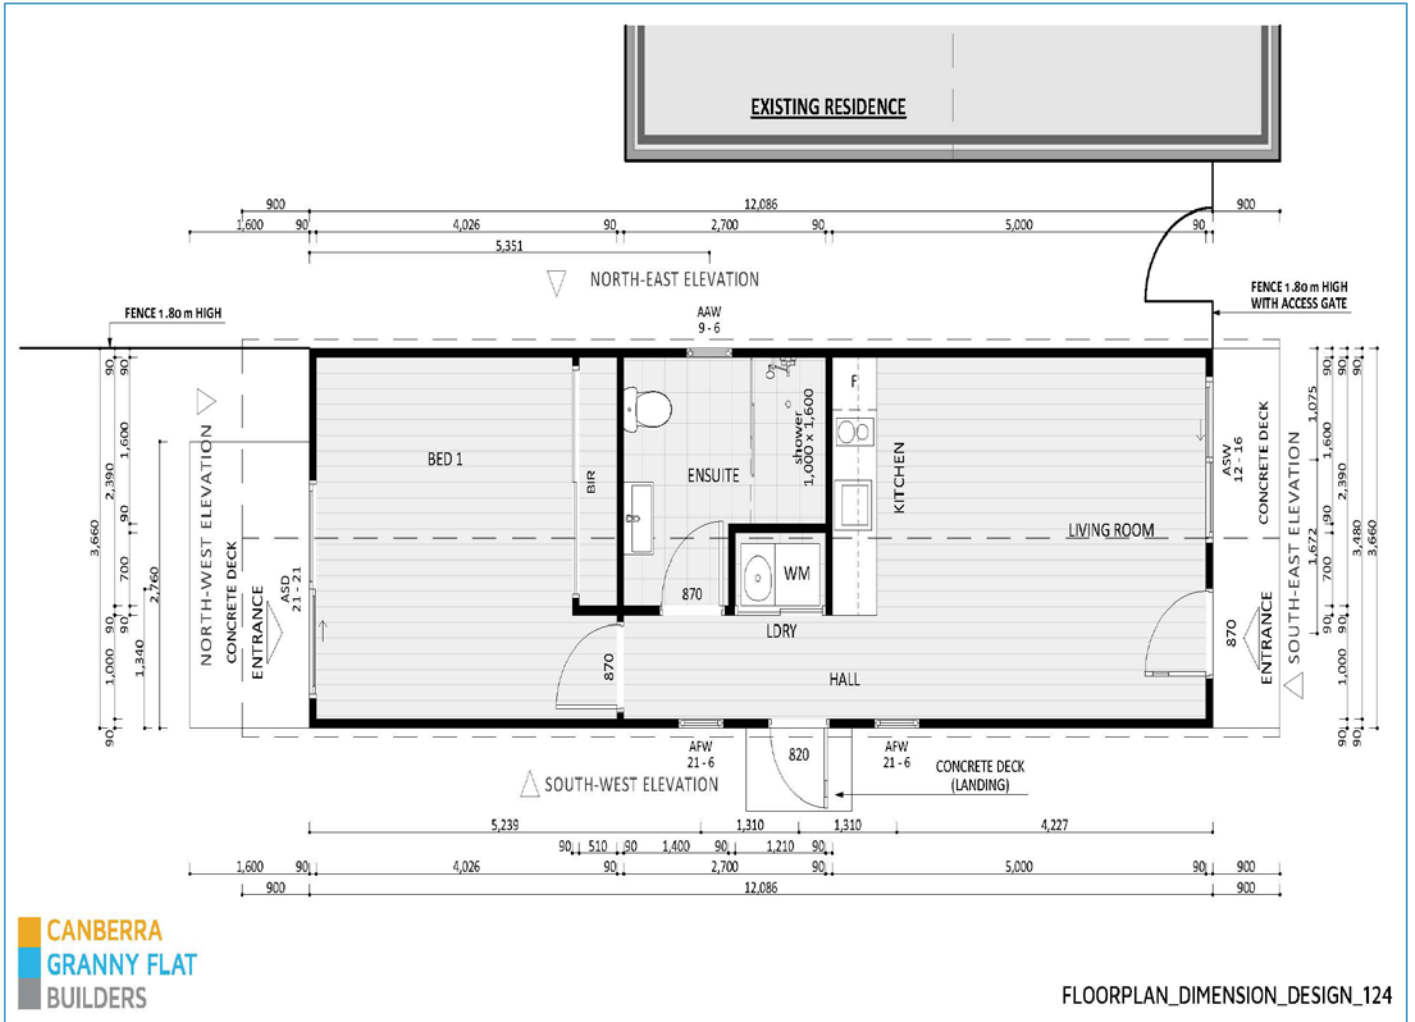 EXISTING RESIDENCE
900 12,086 900
1,600 90 4,026 90 2,700 90 5,000 90
5,351
NORTH-EAST ELEVATION
FENCE 1.80 m HIGH
WITH ACCESS GATE
FENCE 1.80 m HIGH
AAW
9 - 6
BED 1
BIR
ENSUITE
shower
1,000 x 1,600
F
KITCHEN
LIVING ROOM
WM
LDRY
HALL
870
870
870
820
ASD
21 - 21
ASW
12 - 16
NORTH-WEST ELEVATION
CONCRETE DECK
ENTRANCE
CONCRETE DECK
ENTRANCE
SOUTH-EAST ELEVATION
3,660
90 2,390 90 1,000 90
90 1,600 90 700 90
1,340
2,760
1,075
1,672
90 1,600 90 700 90
90 2,390 90 1,000 90
90 3,480 90
3,660
AFW
21 - 6
AFW
21 - 6
CONCRETE DECK
(LANDING)
SOUTH-WEST ELEVATION
5,239 1,310 1,310 4,227
90 510 90 1,400 90 1,210 90
1,600 90 4,026 90 2,700 90 5,000 90 900
900 12,086 900
CANBERRA
GRANNY FLAT
BUILDERS
FLOORPLAN_DIMENSION_DESIGN_124